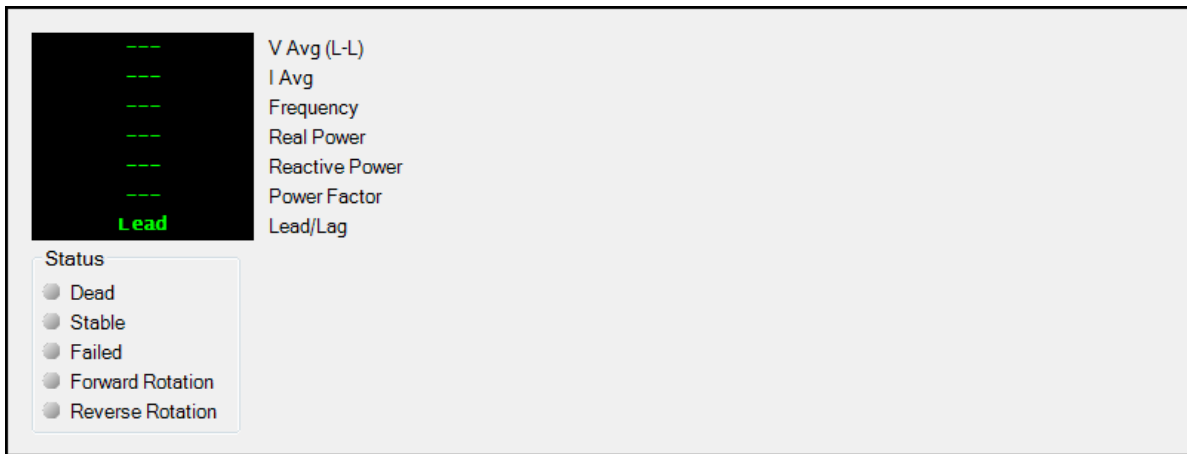 --- V Avg (L-L)
--- I Avg
--- Frequency
--- Real Power
--- Reactive Power
--- Power Factor
Lead Lead/Lag
Status
Dead
Stable
Failed
Forward Rotation
Reverse Rotation